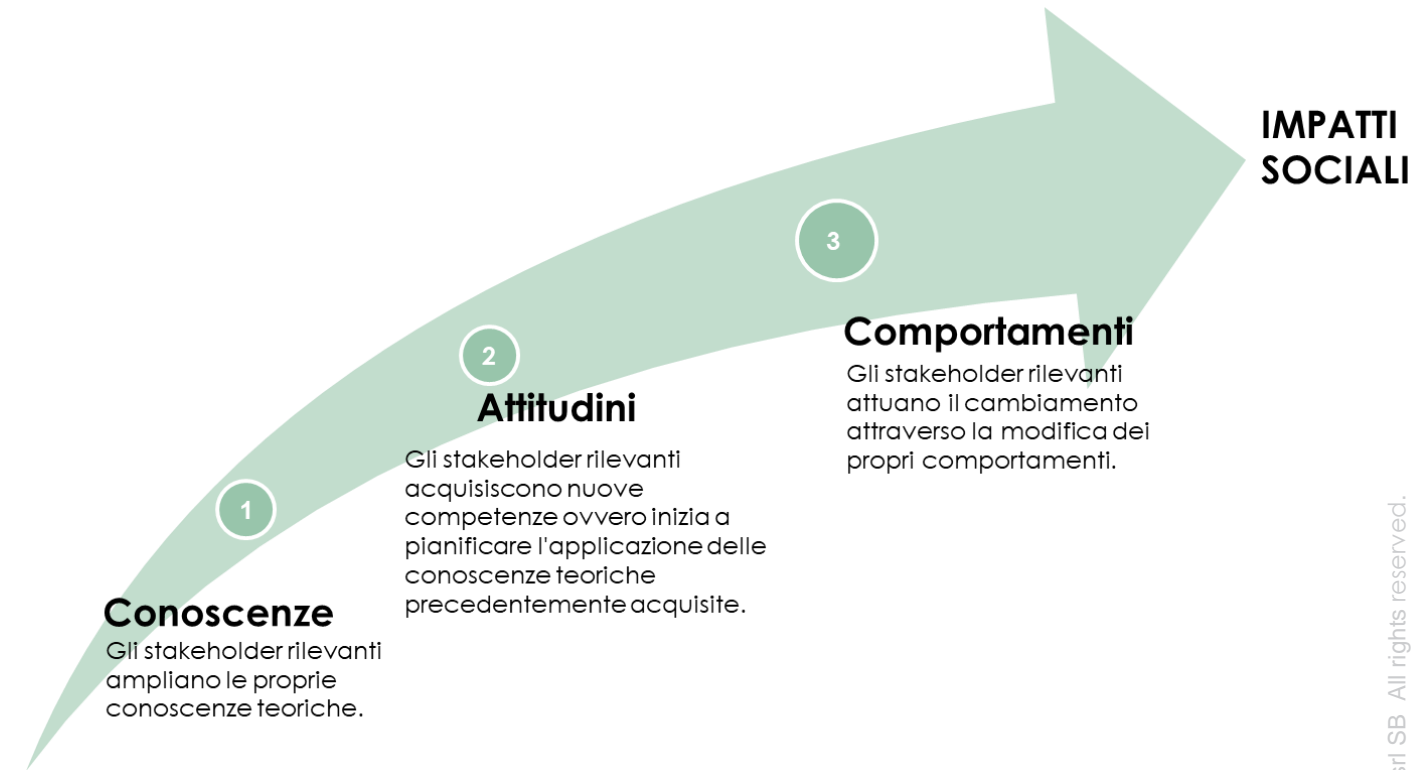 IMPATTI
SOCIALI
3
Comportamenti
Gli stakeholder rilevanti
attuano il cambiamento
attraverso la modifica dei
propri comportamenti.
2
Attitudini
Gli stakeholder rilevanti
acquisiscono nuove
competenze ovvero inizia a
pianificare l'applicazione delle
conoscenze teoriche
precedentemente acquisite.
1
Conoscenze
Gli stakeholder rilevanti
ampliano le proprie
conoscenze teoriche.
srl SB All rights reserved.